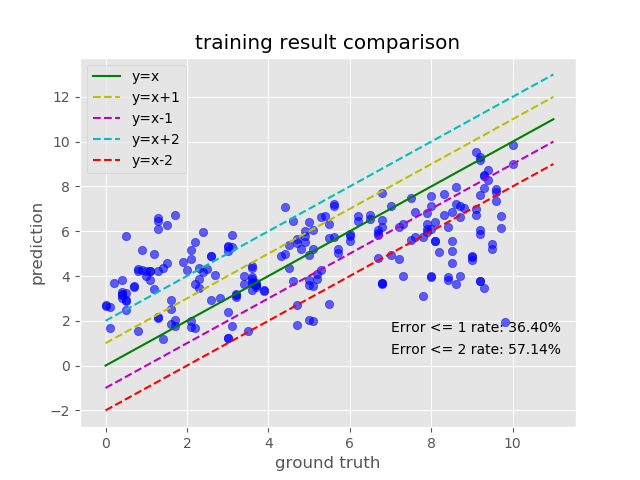 training result comparison
y=x
y=x+1
y=x-1
y=x+2
y=x-2
12
10
8
6
4
2
0
−2
prediction
Error <= 1 rate: 36.40%
Error <= 2 rate: 57.14%
0 2 4 6 8 10
ground truth